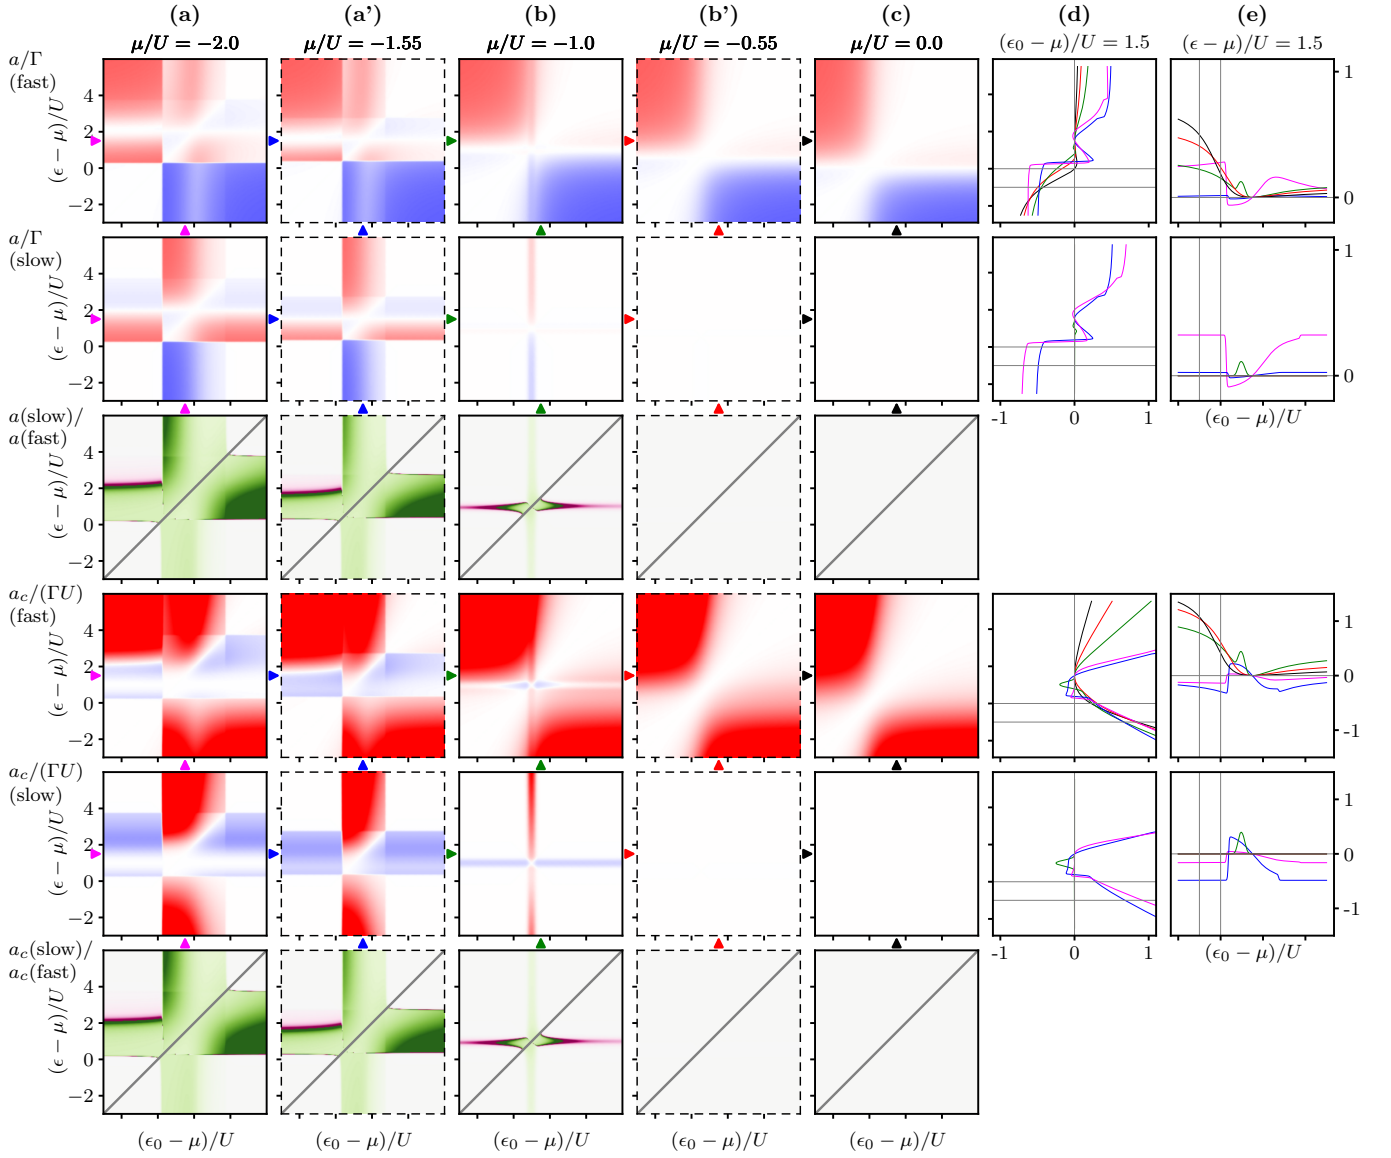 (a) (a') (b) (b') (c) (d) (e)
μ/U = −2.0 μ/U = −1.55 μ/U = −1.0 μ/U = −0.55 μ/U = 0.0 (ϵ₀ − μ)/U = 1.5 (ϵ − μ)/U = 1.5
a/Γ
(fast)
(ϵ − μ)/U
4
2
0
−2
1
0
a/Γ
(slow)
(ϵ − μ)/U
4
2
0
−2
1
0
-1 0 1 (ϵ₀ − μ)/U
a(slow)/
a(fast)
(ϵ − μ)/U
4
2
0
−2
a_c/(ΓU)
(fast)
(ϵ − μ)/U
4
2
0
−2
1
0
-1
a_c/(ΓU)
(slow)
(ϵ − μ)/U
4
2
0
−2
1
0
-1
-1 0 1 (ϵ₀ − μ)/U
a_c(slow)/
a_c(fast)
(ϵ − μ)/U
4
2
0
−2
(ϵ₀ − μ)/U (ϵ₀ − μ)/U (ϵ₀ − μ)/U (ϵ₀ − μ)/U (ϵ₀ − μ)/U